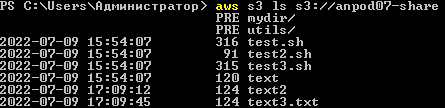 PS C:\Users\Администратор> aws s3 ls s3://anpod07-share
PRE mydir/
PRE utils/
2022-07-09 15:54:07 316 test.sh
2022-07-09 15:54:07 91 test2.sh
2022-07-09 15:54:07 315 test3.sh
2022-07-09 15:54:07 120 text
2022-07-09 17:09:12 124 text2
2022-07-09 17:09:45 124 text3.txt